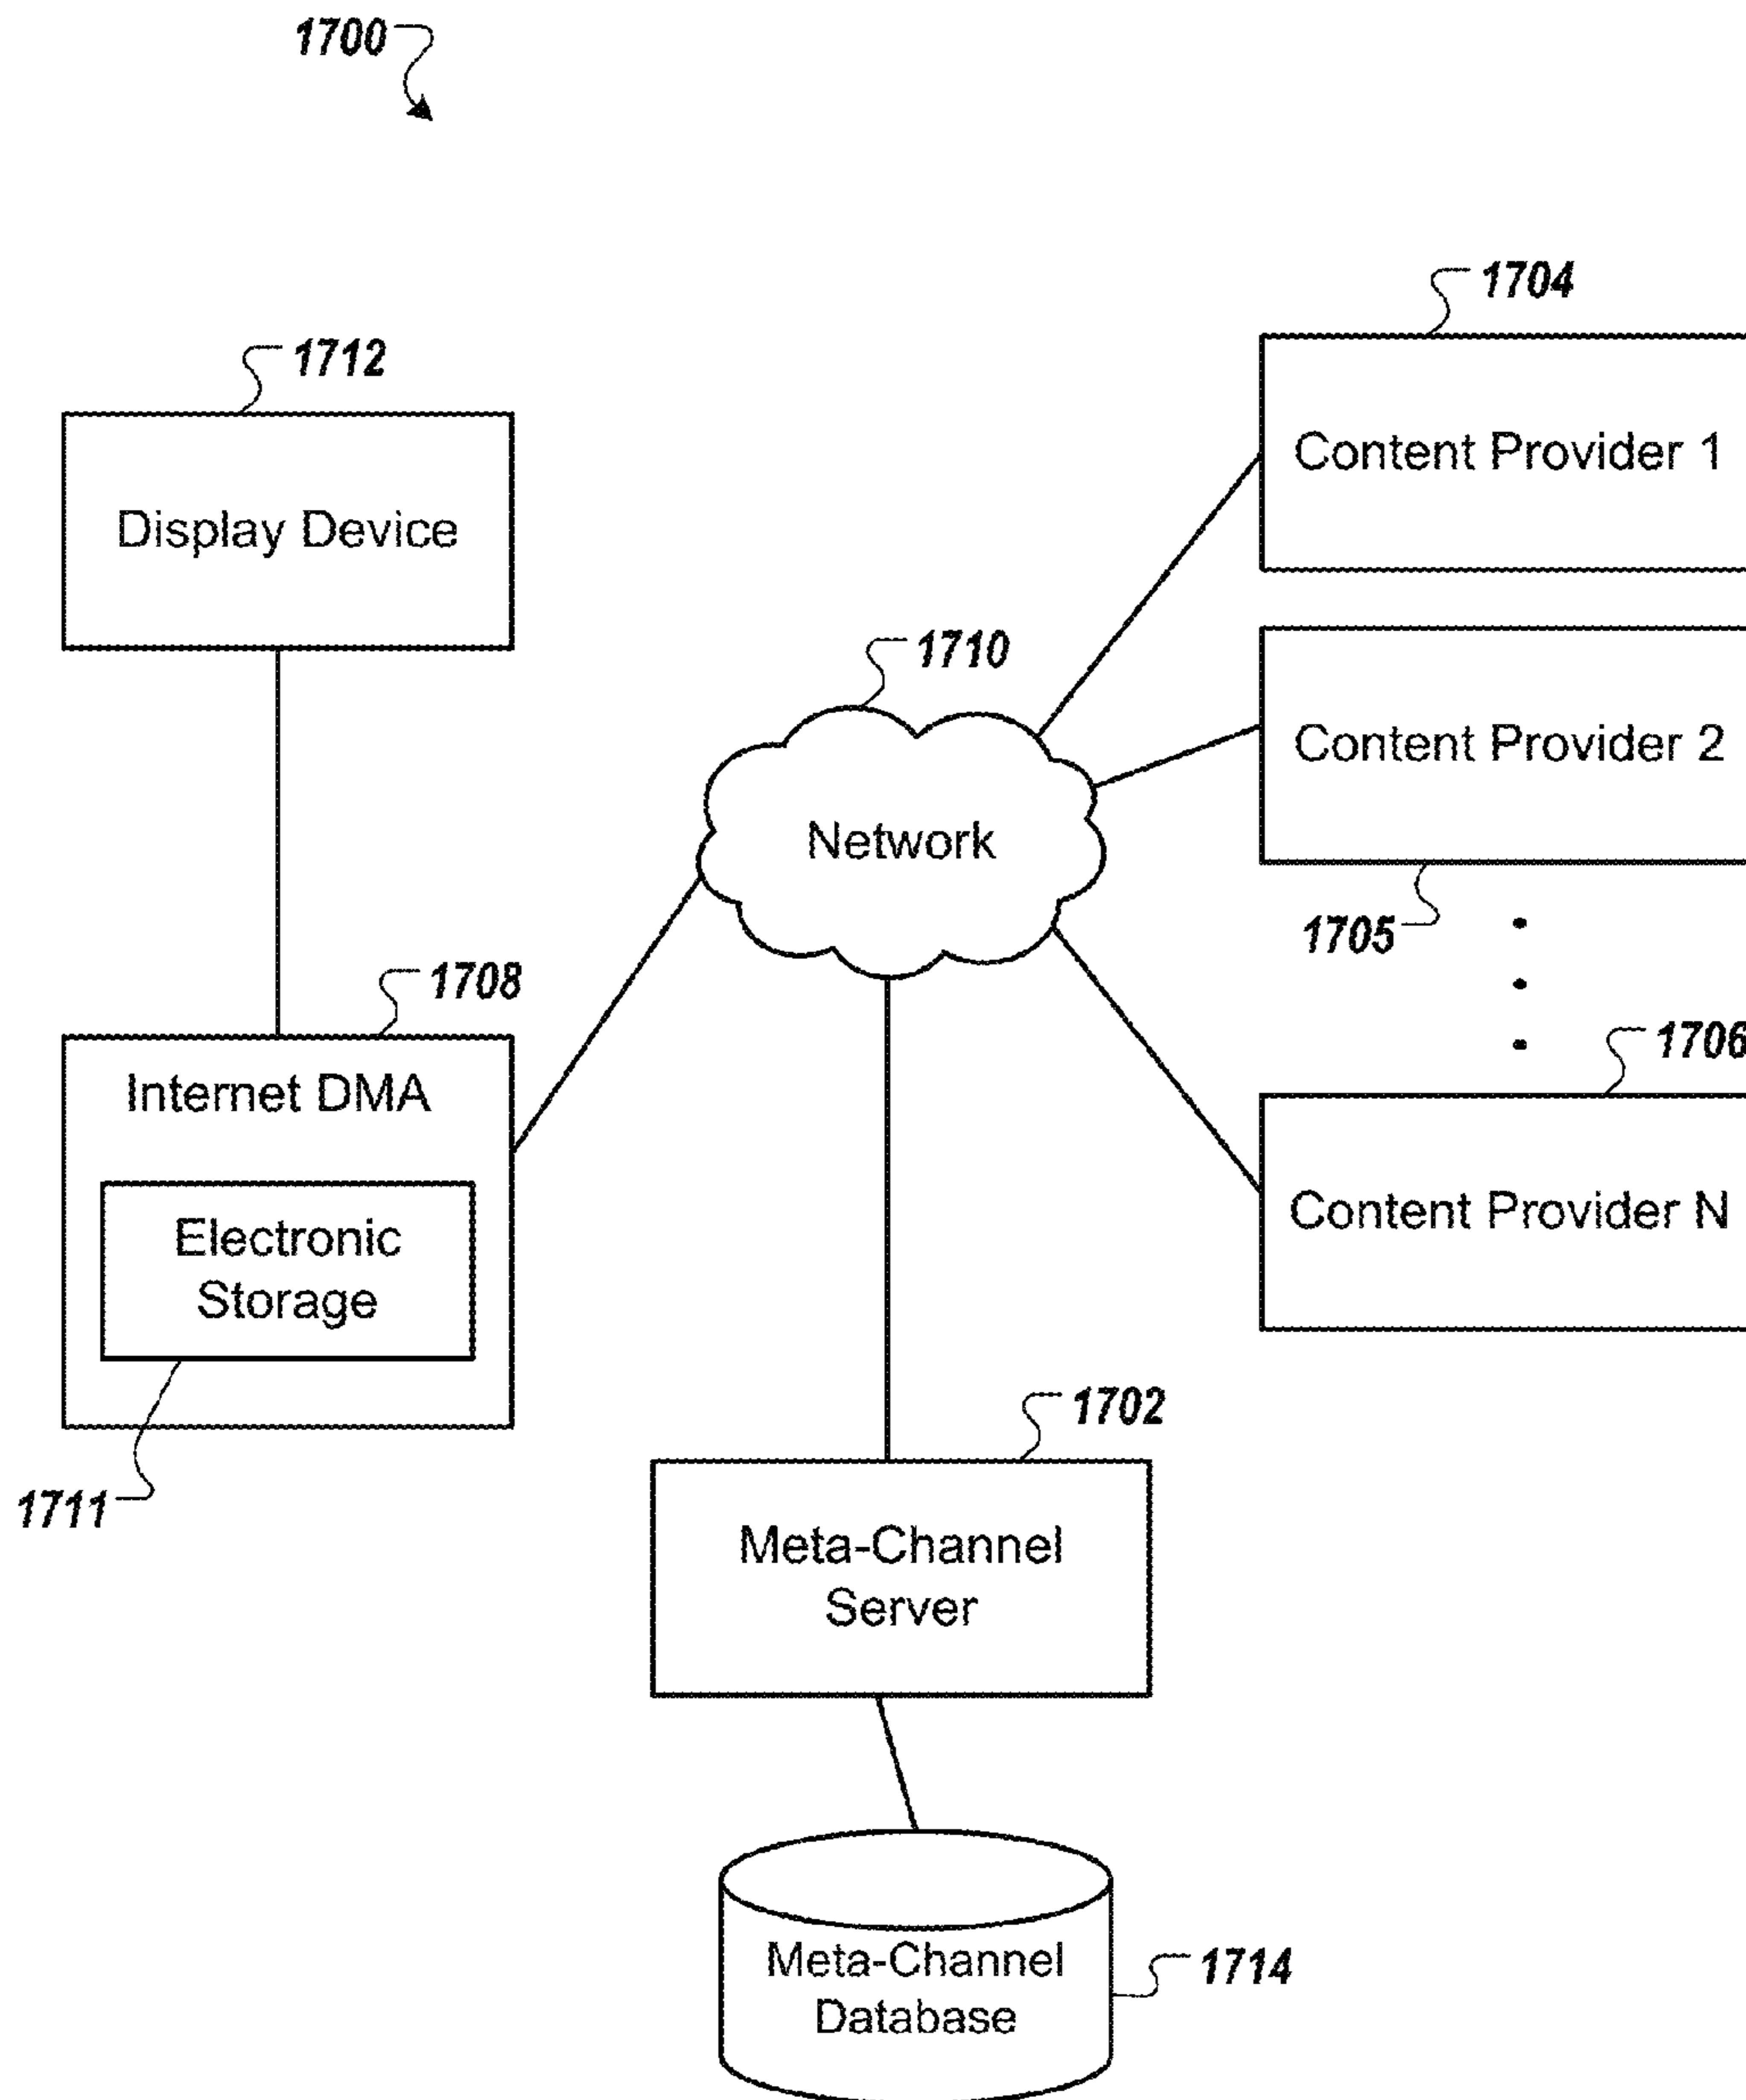 1700
1704
Content Provider 1
1712
Display Device
1710
Content Provider 2
Network
1705
1708
1706
Internet DMA
Content Provider N
Electronic
Storage
1702
1711
Meta-Channel
Server
Meta-Channel
Database
1714